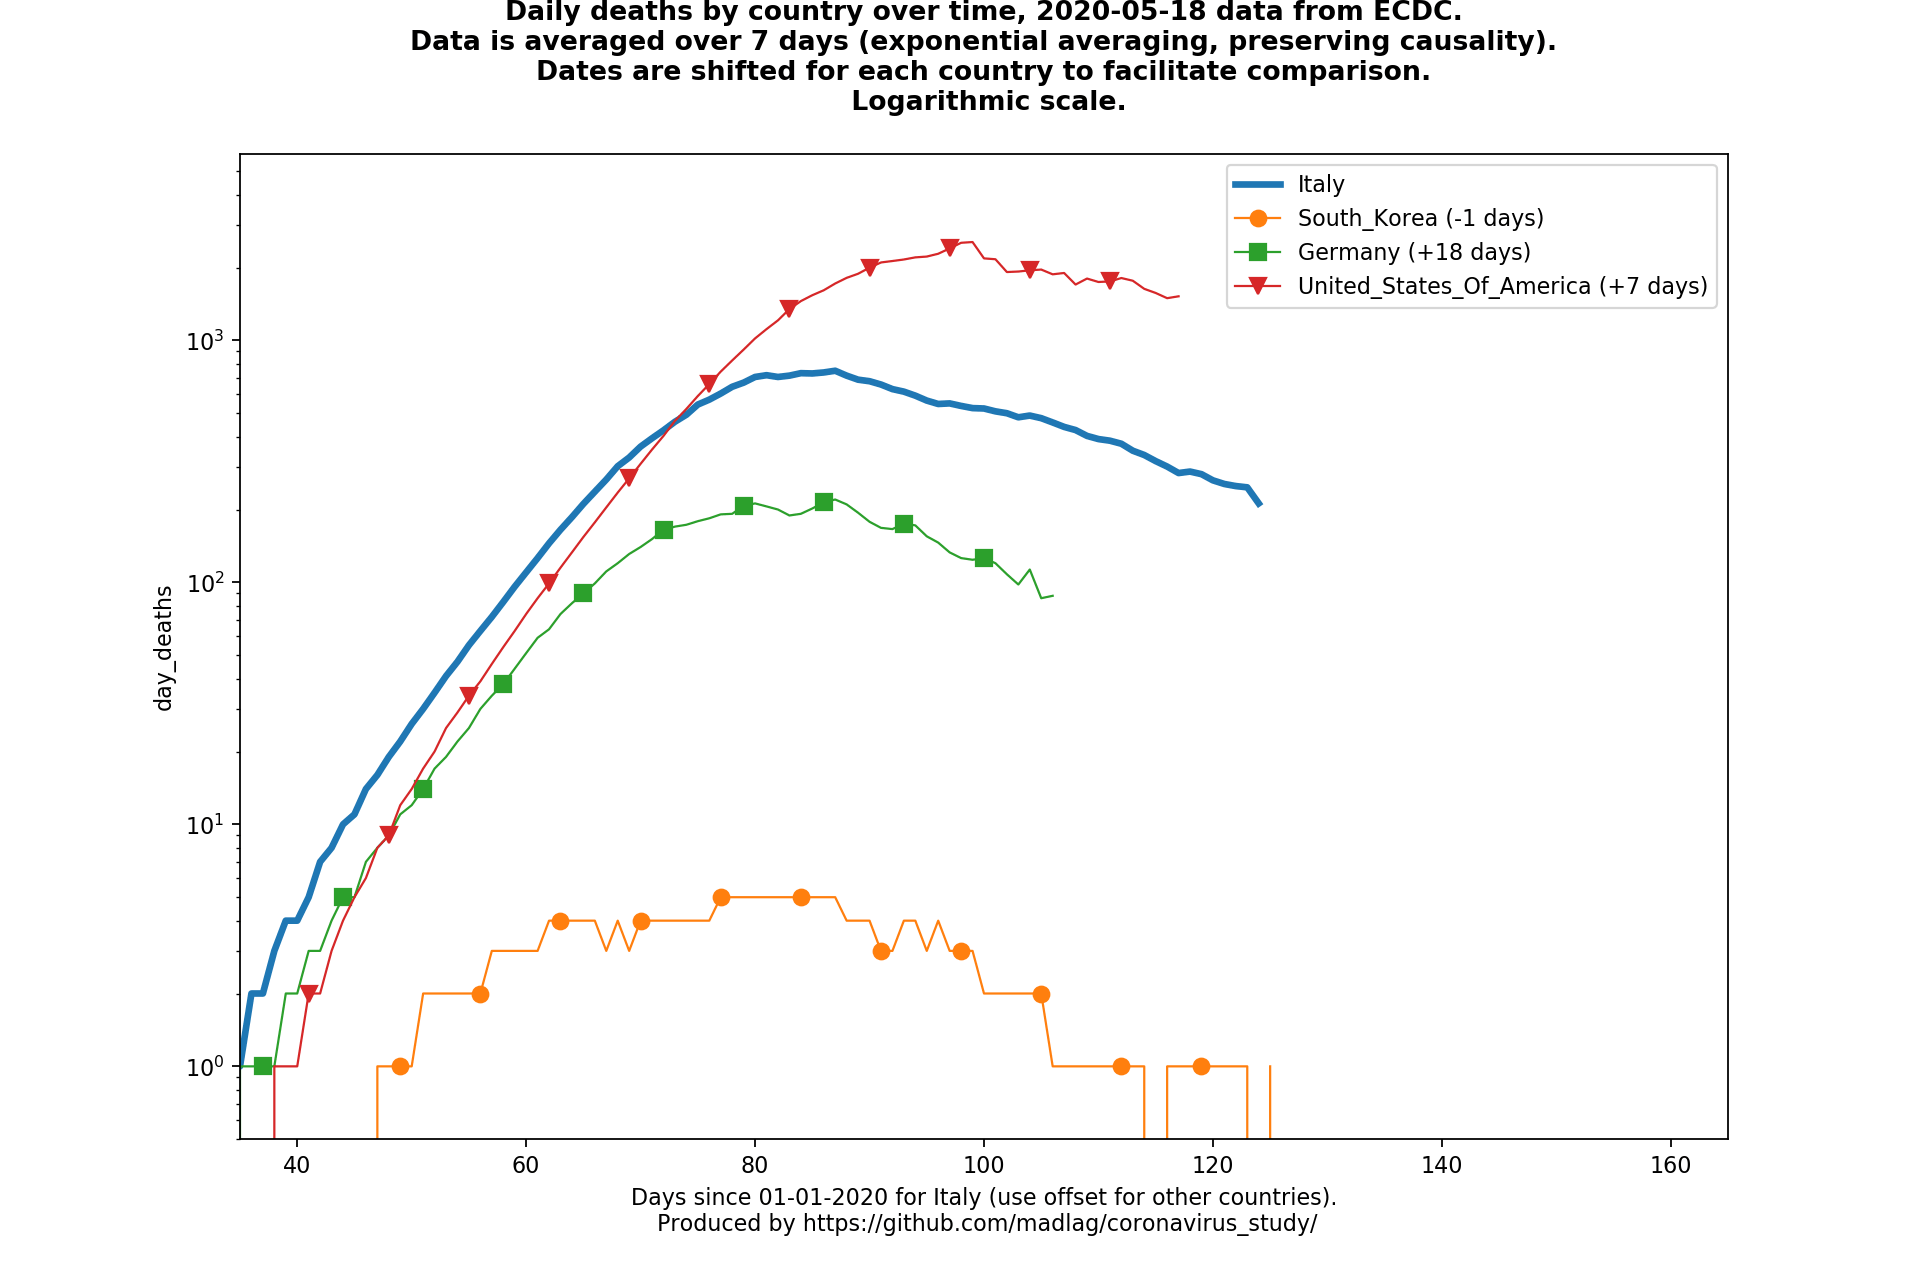 Daily deaths by country over time, 2020-05-18 data from ECDC.
Data is averaged over 7 days (exponential averaging, preserving causality).
Dates are shifted for each country to facilitate comparison.
Logarithmic scale.
Italy
South_Korea (-1 days)
Germany (+18 days)
United_States_Of_America (+7 days)
10³
10²
10¹
10⁰
day_deaths
40 60 80 100 120 140 160
Days since 01-01-2020 for Italy (use offset for other countries).
Produced by https://github.com/madlag/coronavirus_study/